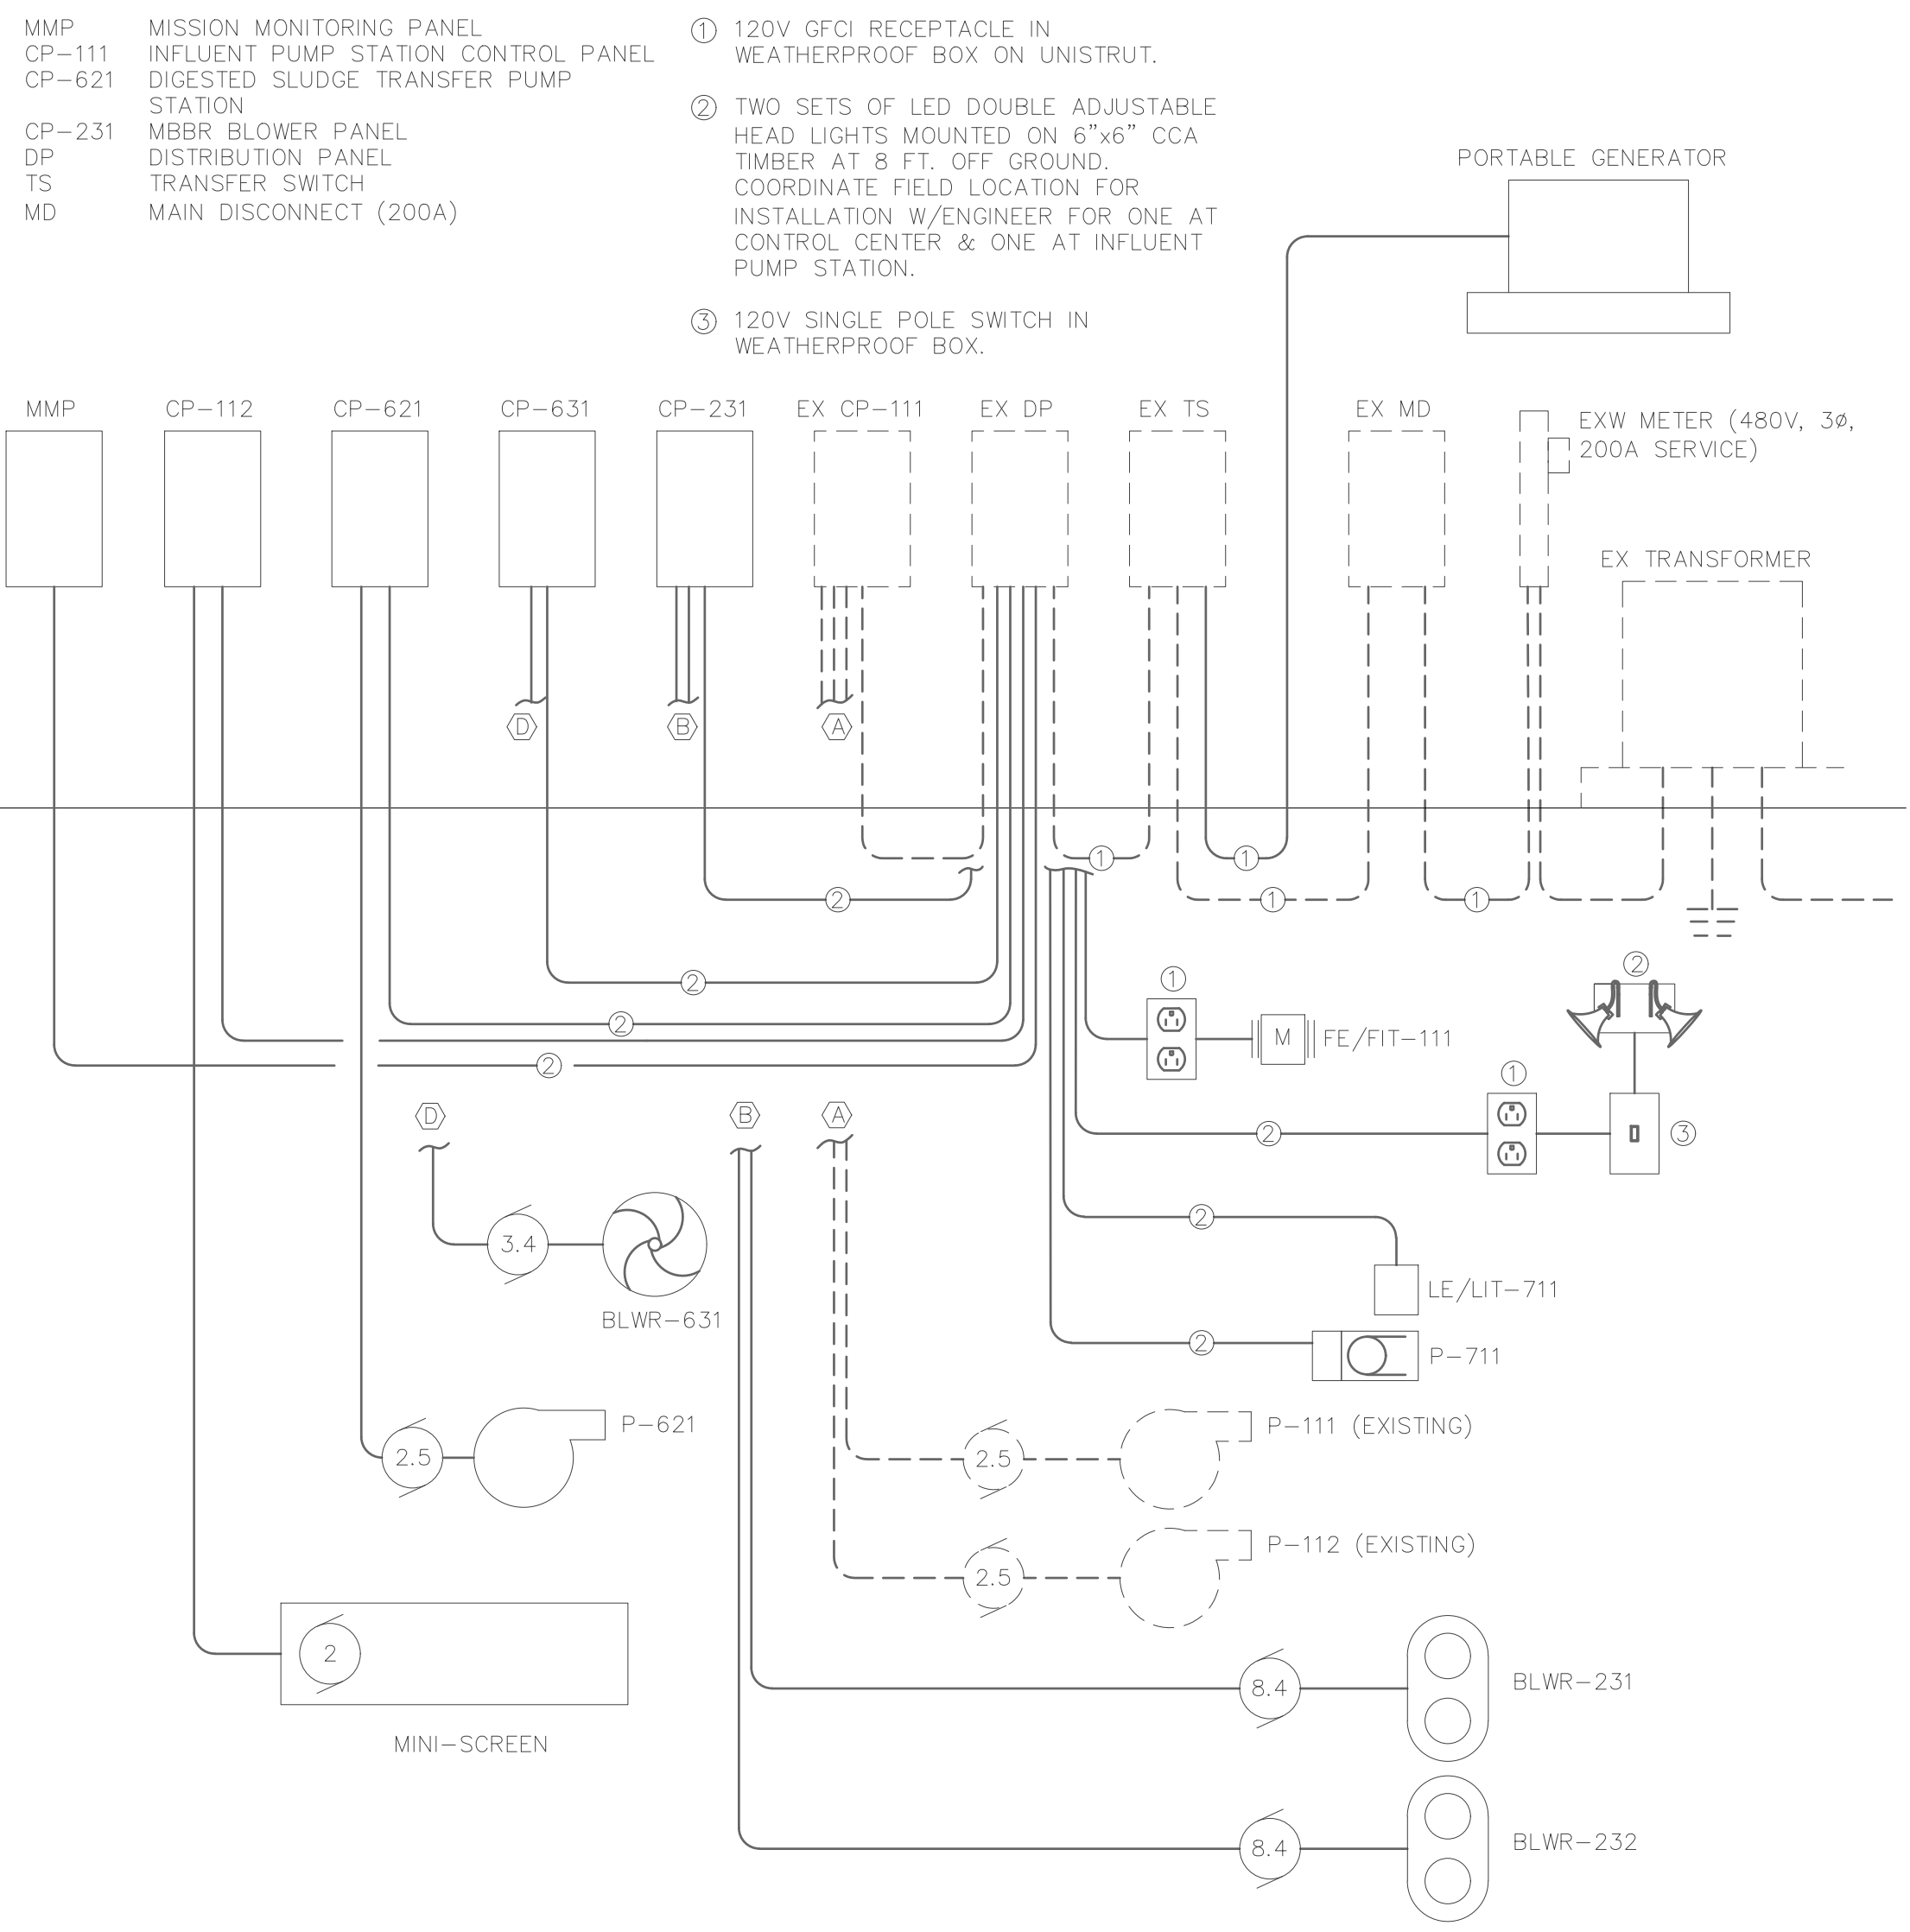 MMP MISSION MONITORING PANEL
CP-111 INFLUENT PUMP STATION CONTROL PANEL
CP-621 DIGESTED SLUDGE TRANSFER PUMP
STATION
CP-231 MBBR BLOWER PANEL
DP DISTRIBUTION PANEL
TS TRANSFER SWITCH
MD MAIN DISCONNECT (200A)
1 120V GFCI RECEPTACLE IN
WEATHERPROOF BOX ON UNISTRUT.
2 TWO SETS OF LED DOUBLE ADJUSTABLE
HEAD LIGHTS MOUNTED ON 6"x6" CCA
TIMBER AT 8 FT. OFF GROUND.
COORDINATE FIELD LOCATION FOR
INSTALLATION W/ENGINEER FOR ONE AT
CONTROL CENTER & ONE AT INFLUENT
PUMP STATION.
3 120V SINGLE POLE SWITCH IN
WEATHERPROOF BOX.
PORTABLE GENERATOR
MMP CP-112 CP-621 CP-631 CP-231 EX CP-111 EX DP EX TS EX MD
EXW METER (480V, 3ø,
200A SERVICE)
EX TRANSFORMER
D B A
1 1
2 1 1
2
2
2
2
1
M FE/FIT-111
1
2
3
D B A
2
3.4
BLWR-631
LE/LIT-711
2
P-711
2.5
P-621
2.5
P-111 (EXISTING)
2.5
P-112 (EXISTING)
2
MINI-SCREEN
8.4
BLWR-231
8.4
BLWR-232